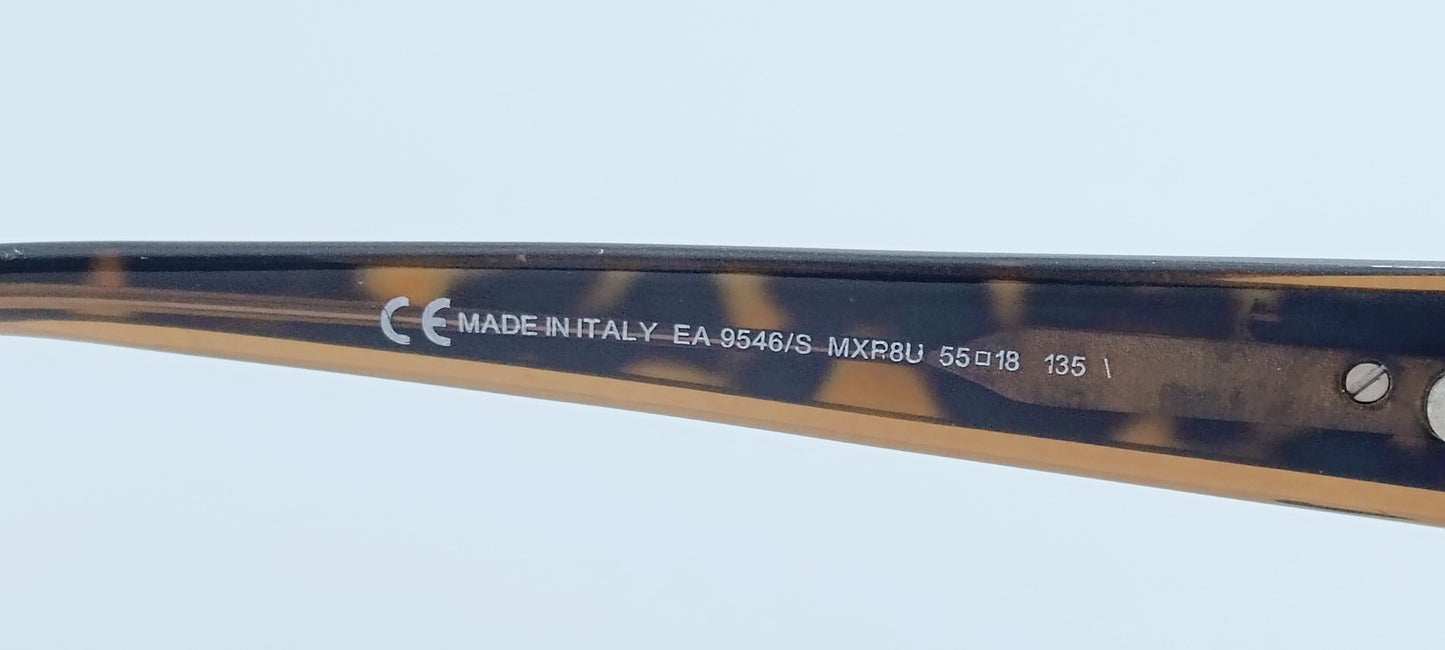 CE MADE IN ITALY EA 9546/S MXP8U 55□18 135 \